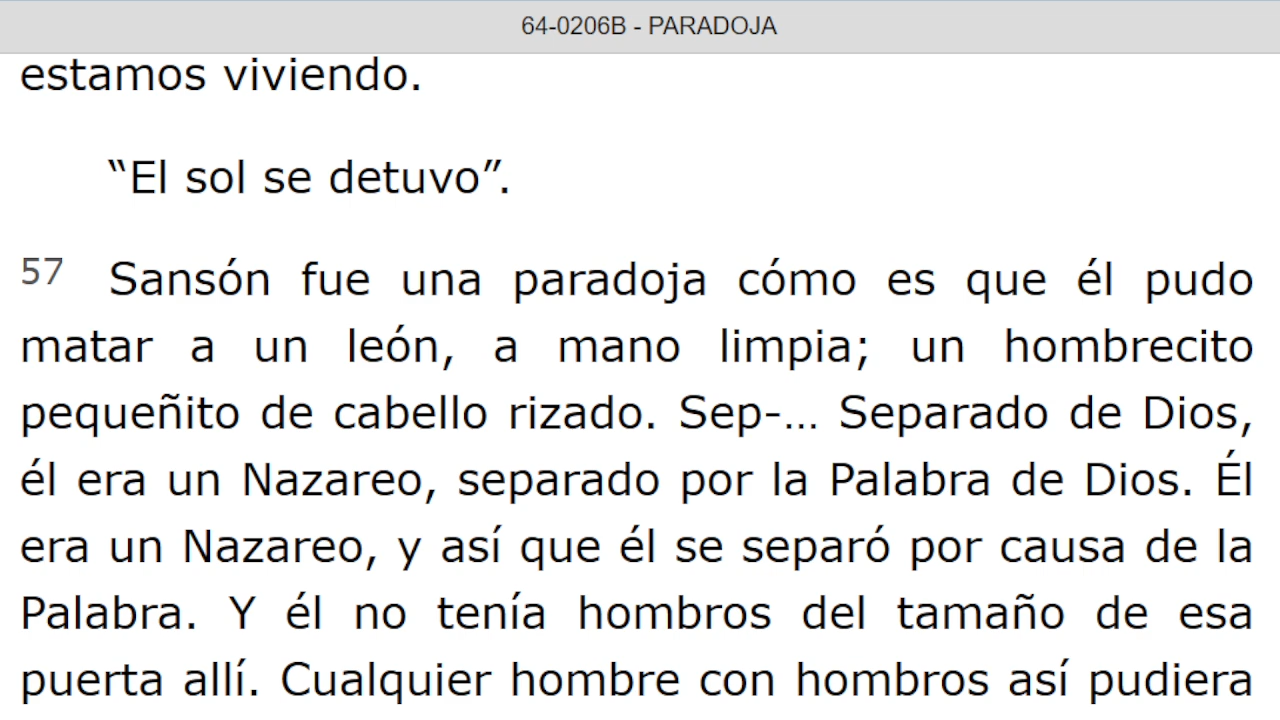 64-0206B - PARADOJA
estamos viviendo.
“El sol se detuvo”.
57 Sansón fue una paradoja cómo es que él pudo
matar a un león, a mano limpia; un hombrecito
pequeñito de cabello rizado. Sep-... Separado de Dios,
él era un Nazareo, separado por la Palabra de Dios. Él
era un Nazareo, y así que él se separó por causa de la
Palabra. Y él no tenía hombros del tamaño de esa
puerta allí. Cualquier hombre con hombros así pudiera